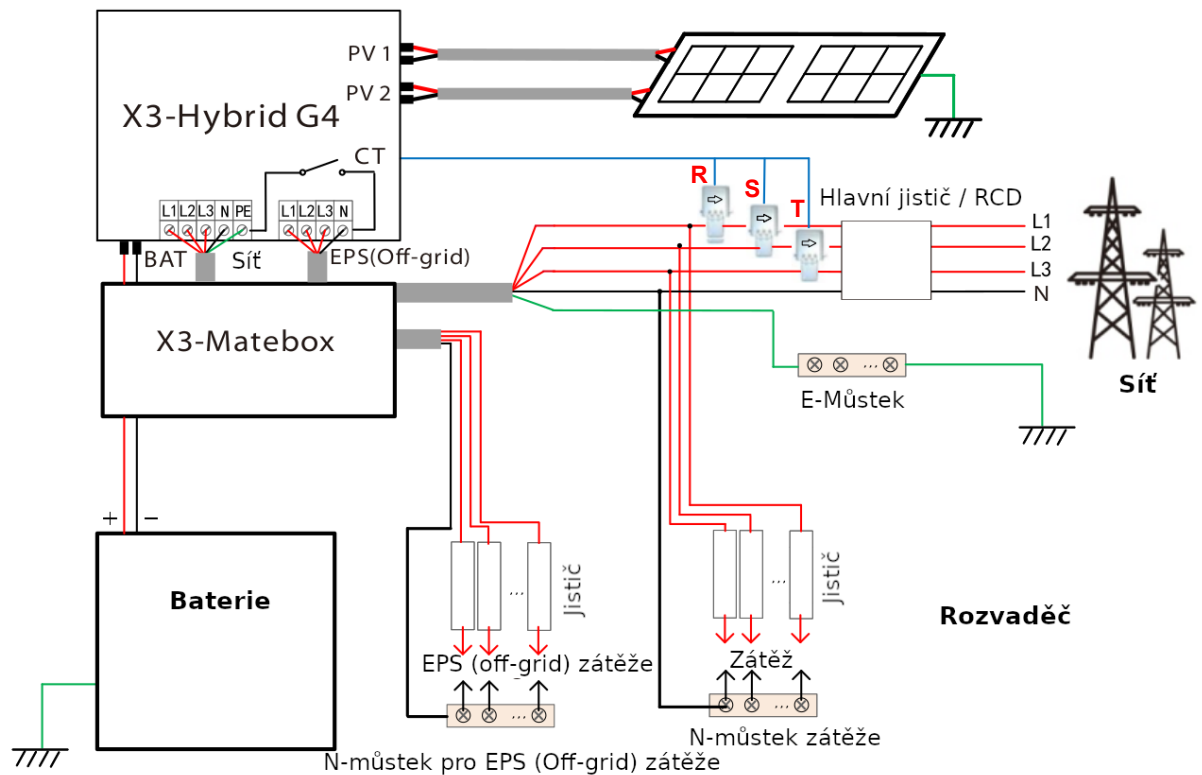 PV 1
PV 2
X3-Hybrid G4
CT
R
S
T
Hlavní jistič / RCD
L1 L2 L3 N PE
L1 L2 L3 N
L1
L2
L3
N
BAT
Síť
EPS(Off-grid)
X3-Matebox
E-Můstek
Síť
+ −
Baterie
...
Jistič
...
Jistič
...
Rozvaděč
EPS (off-grid) zátěže
Zátěž
...
...
N-můstek zátěže
N-můstek pro EPS (Off-grid) zátěže